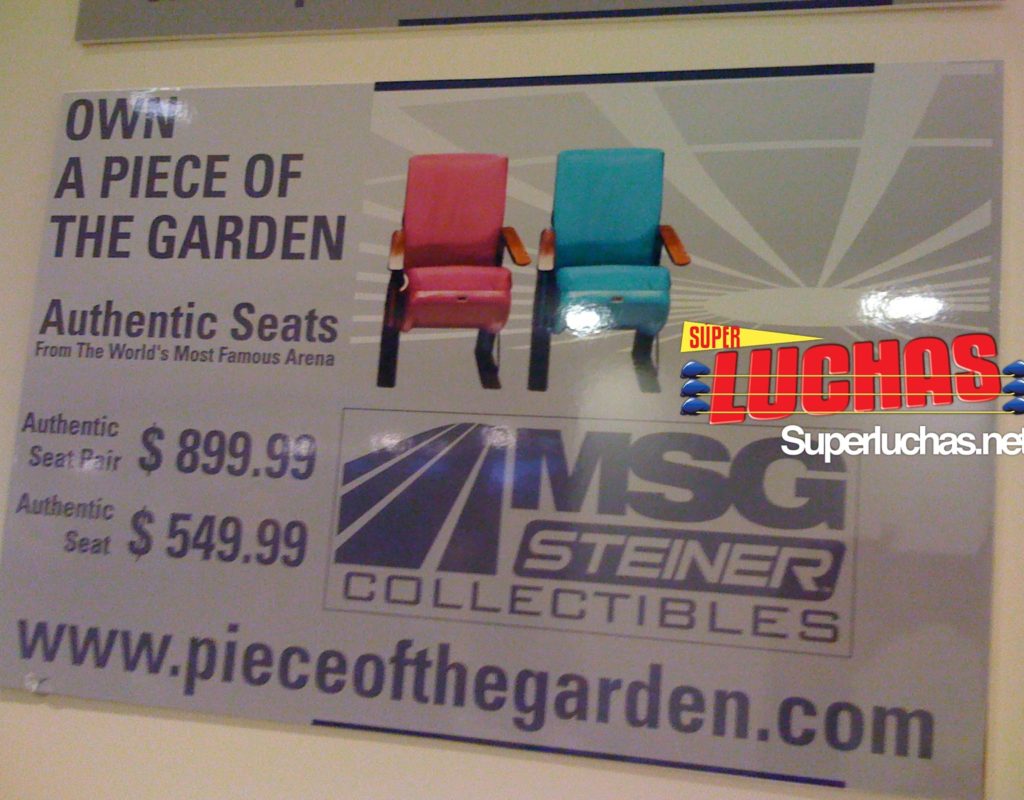 OWN
A PIECE OF
THE GARDEN
Authentic Seats
From The World's Most Famous Arena
Authentic
Seat Pair $ 899.99
Authentic
Seat $ 549.99
SUPER
LUCHAS
Superluchas.net
MSG
STEINER
COLLECTIBLES
www.pieceofthegarden.com